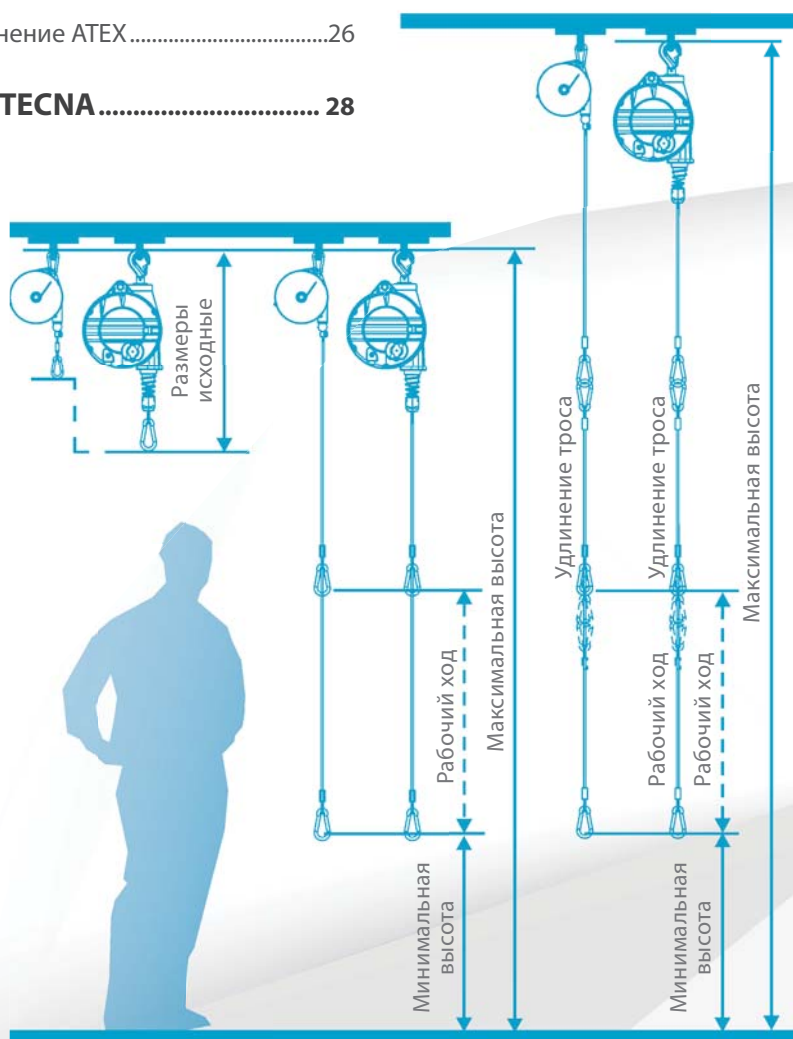 нение ATEX...................................26
TECNA................................ 28
Размеры
исходные
Рабочий ход
Максимальная высота
Минимальная
высота
Удлинение троса
Удлинение троса
Рабочий ход
Рабочий ход
Максимальная высота
Минимальная
высота